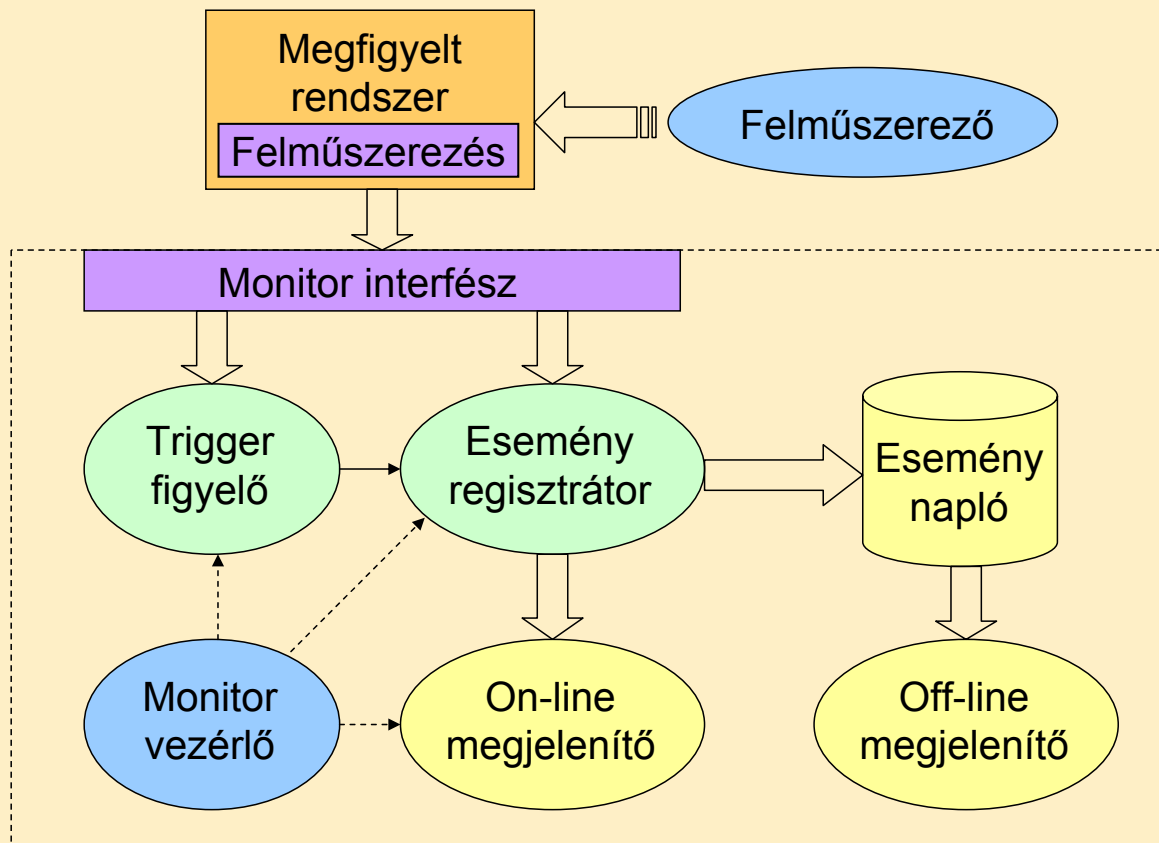 Megfigyelt
rendszer
Felműszerezés
Felműszerező
Monitor interfész
Trigger
figyelő
Esemény
regisztrátor
Esemény
napló
Monitor
vezérlő
On-line
megjelenítő
Off-line
megjelenítő